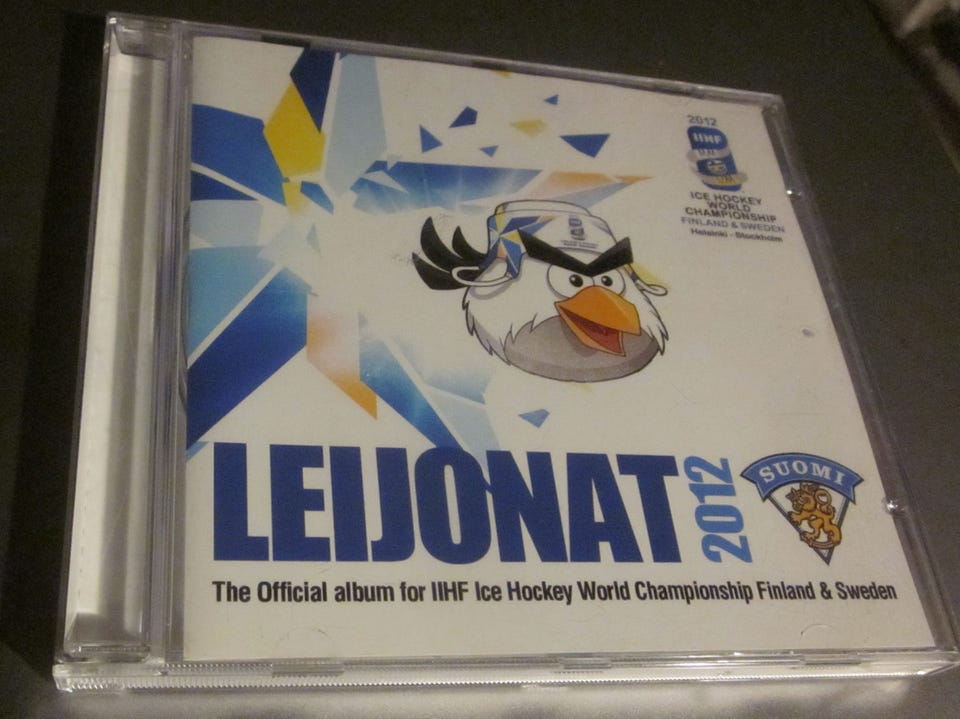 2012
IIHF
ICE HOCKEY
WORLD
CHAMPIONSHIP
FINLAND & SWEDEN
Helsinki - Stockholm
LEIJONAT
2012
SUOMI
The Official album for IIHF Ice Hockey World Championship Finland & Sweden